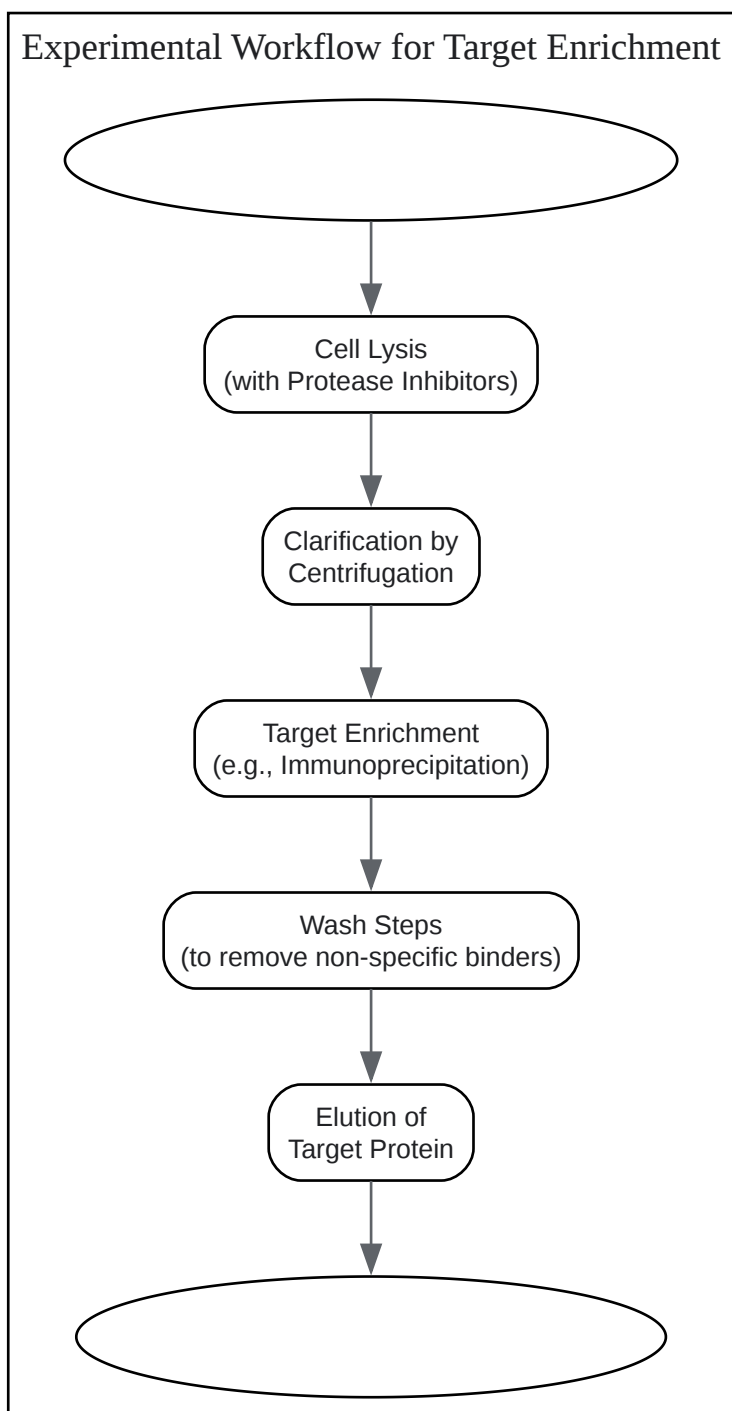 Experimental Workflow for Target Enrichment
Cell Lysis
(with Protease Inhibitors)
Clarification by
Centrifugation
Target Enrichment
(e.g., Immunoprecipitation)
Wash Steps
(to remove non-specific binders)
Elution of
Target Protein